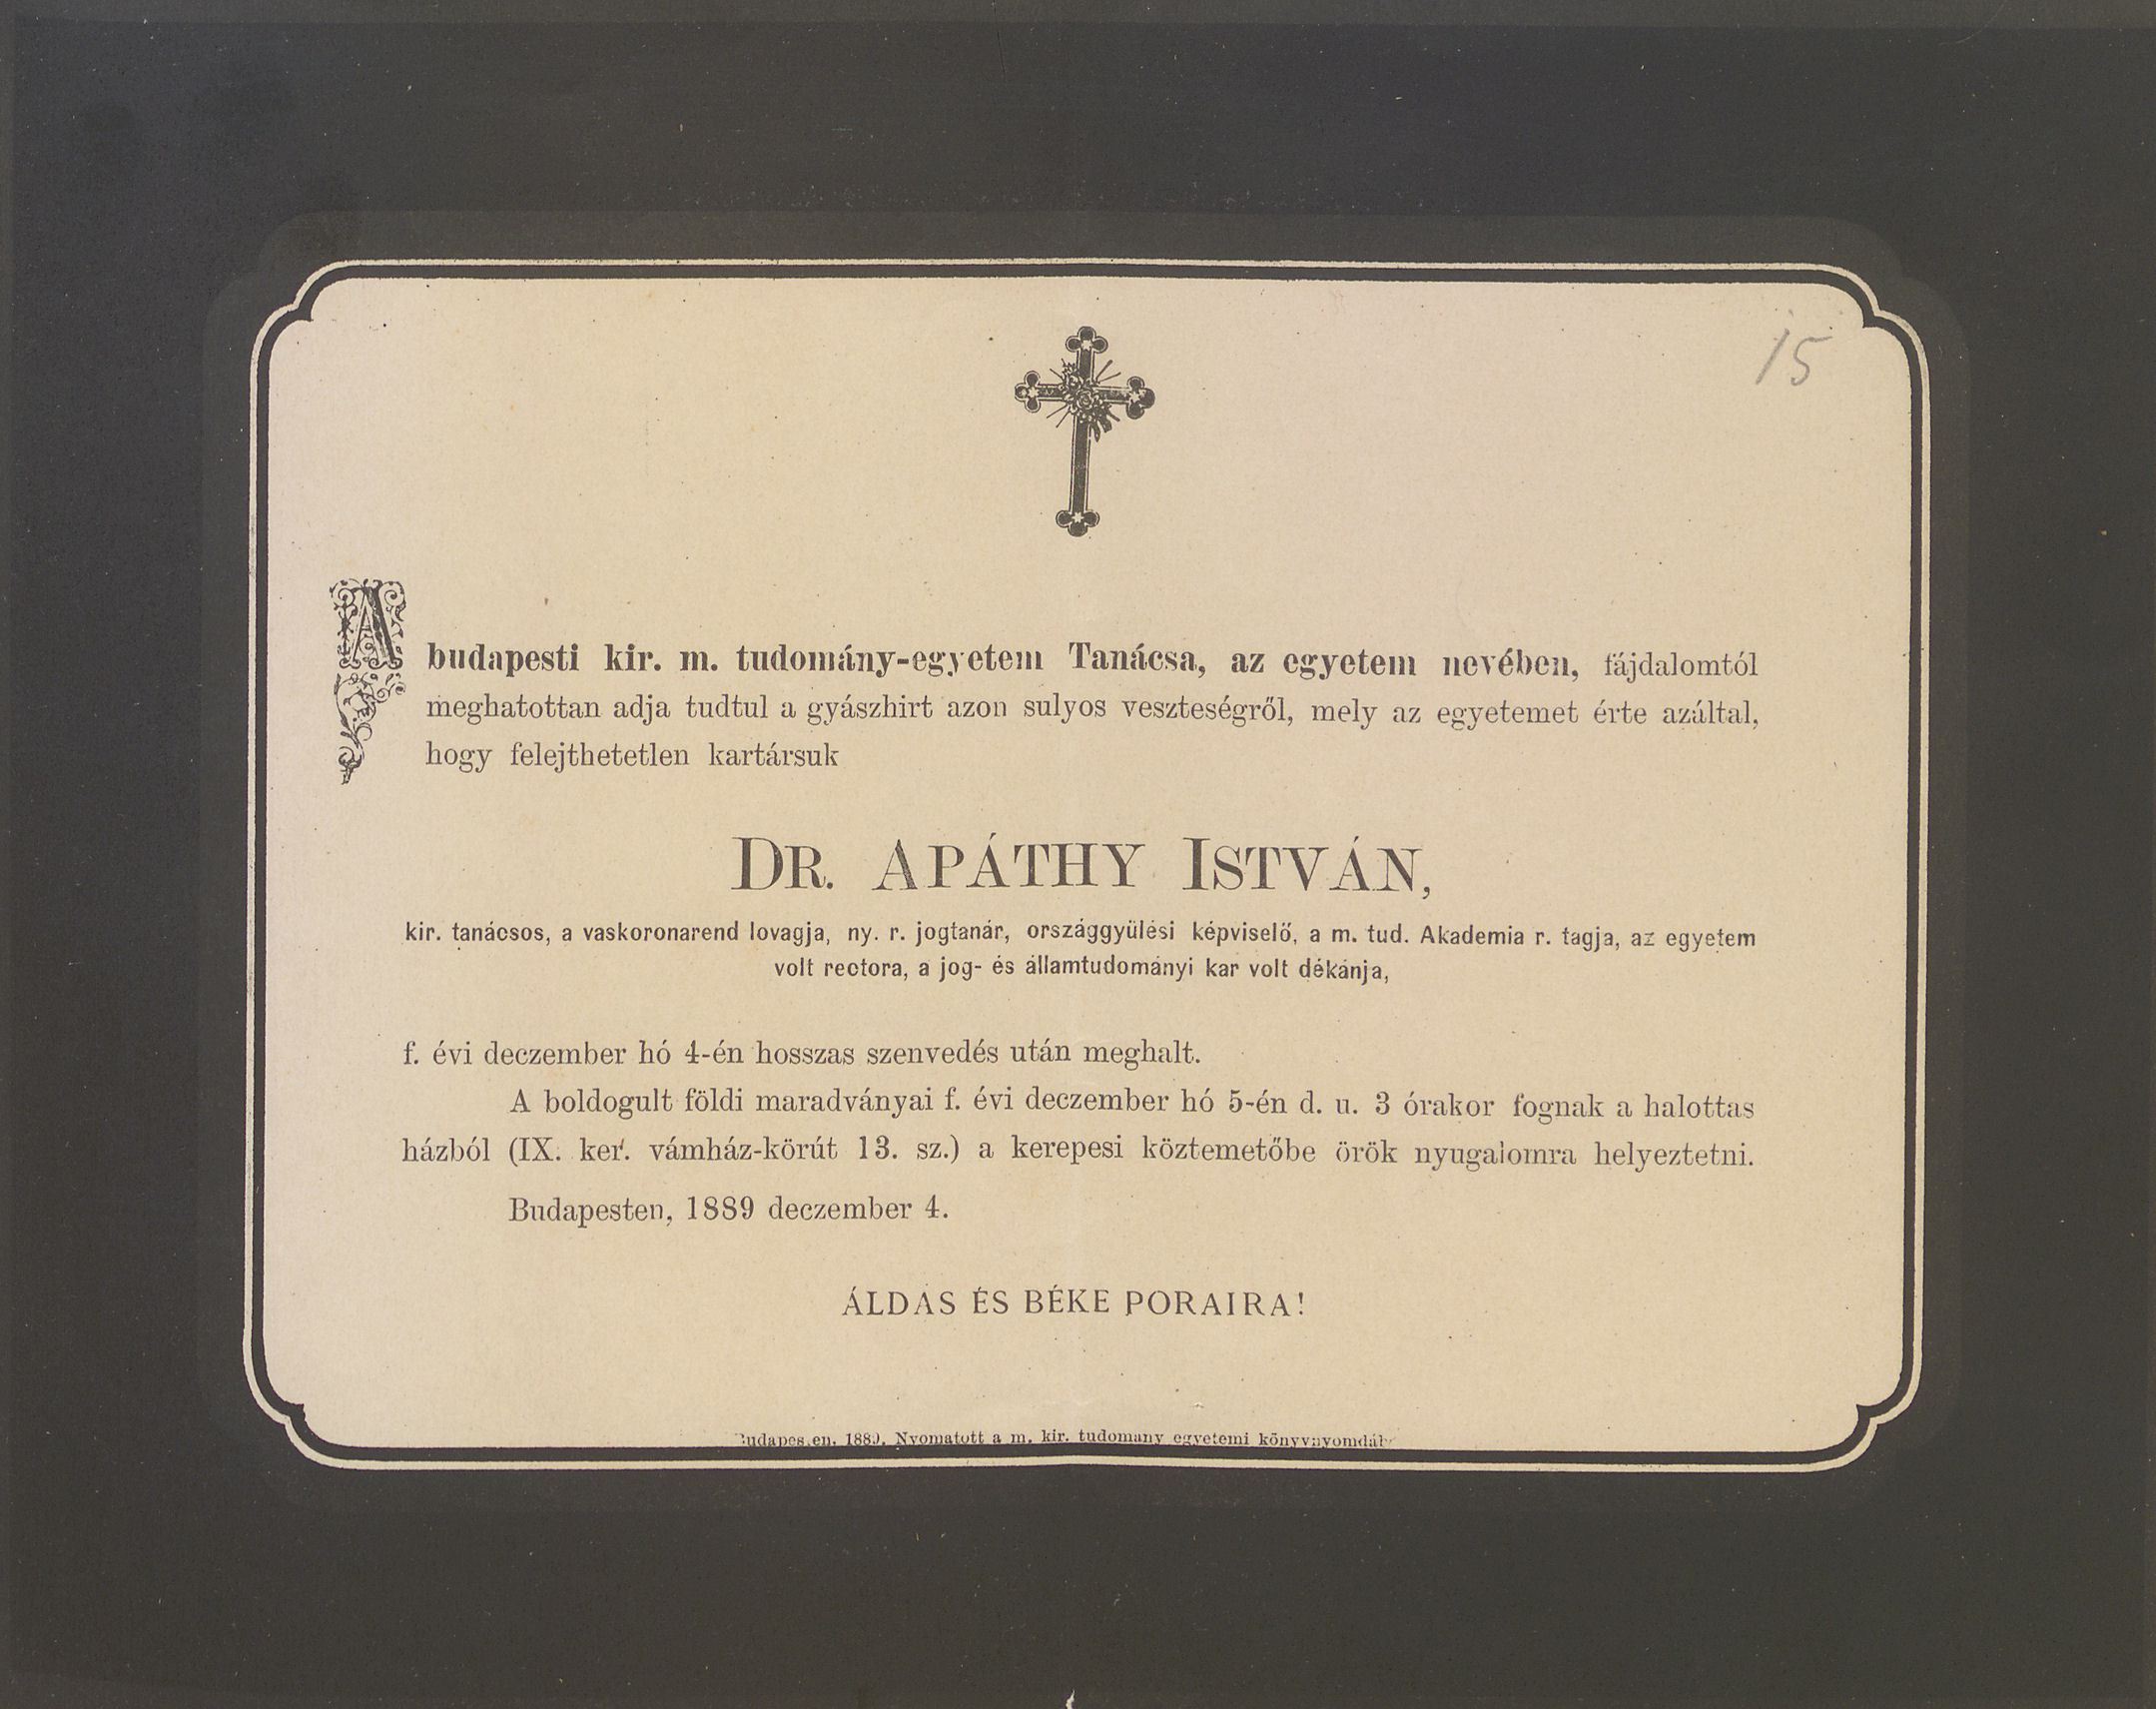 15
A budapesti kir. m. tudomány-egyetem Tanácsa, az egyetem nevében, fájdalomtól
meghatottan adja tudtul a gyászhirt azon sulyos veszteségről, mely az egyetemet érte azáltal,
hogy felejthetetlen kartársuk
DR. APÁTHY ISTVÁN,
kir. tanácsos, a vaskoronarend lovagja, ny. r. jogtanár, országgyülési képviselő, a m. tud. Akademia r. tagja, az egyetem
volt rectora, a jog- és államtudományi kar volt dékánja,
f. évi deczember hó 4-én hosszas szenvedés után meghalt.
A boldogult földi maradványai f. évi deczember hó 5-én d. u. 3 órakor fognak a halottas
házból (IX. ker. vámház-körút 13. sz.) a kerepesi köztemetőbe örök nyugalomra helyeztetni.
Budapesten, 1889 deczember 4.
ÁLDÁS ÉS BÉKE PORAIRA!
Budapesten, 1889. Nyomatott a m. kir. tudomany egyetemi